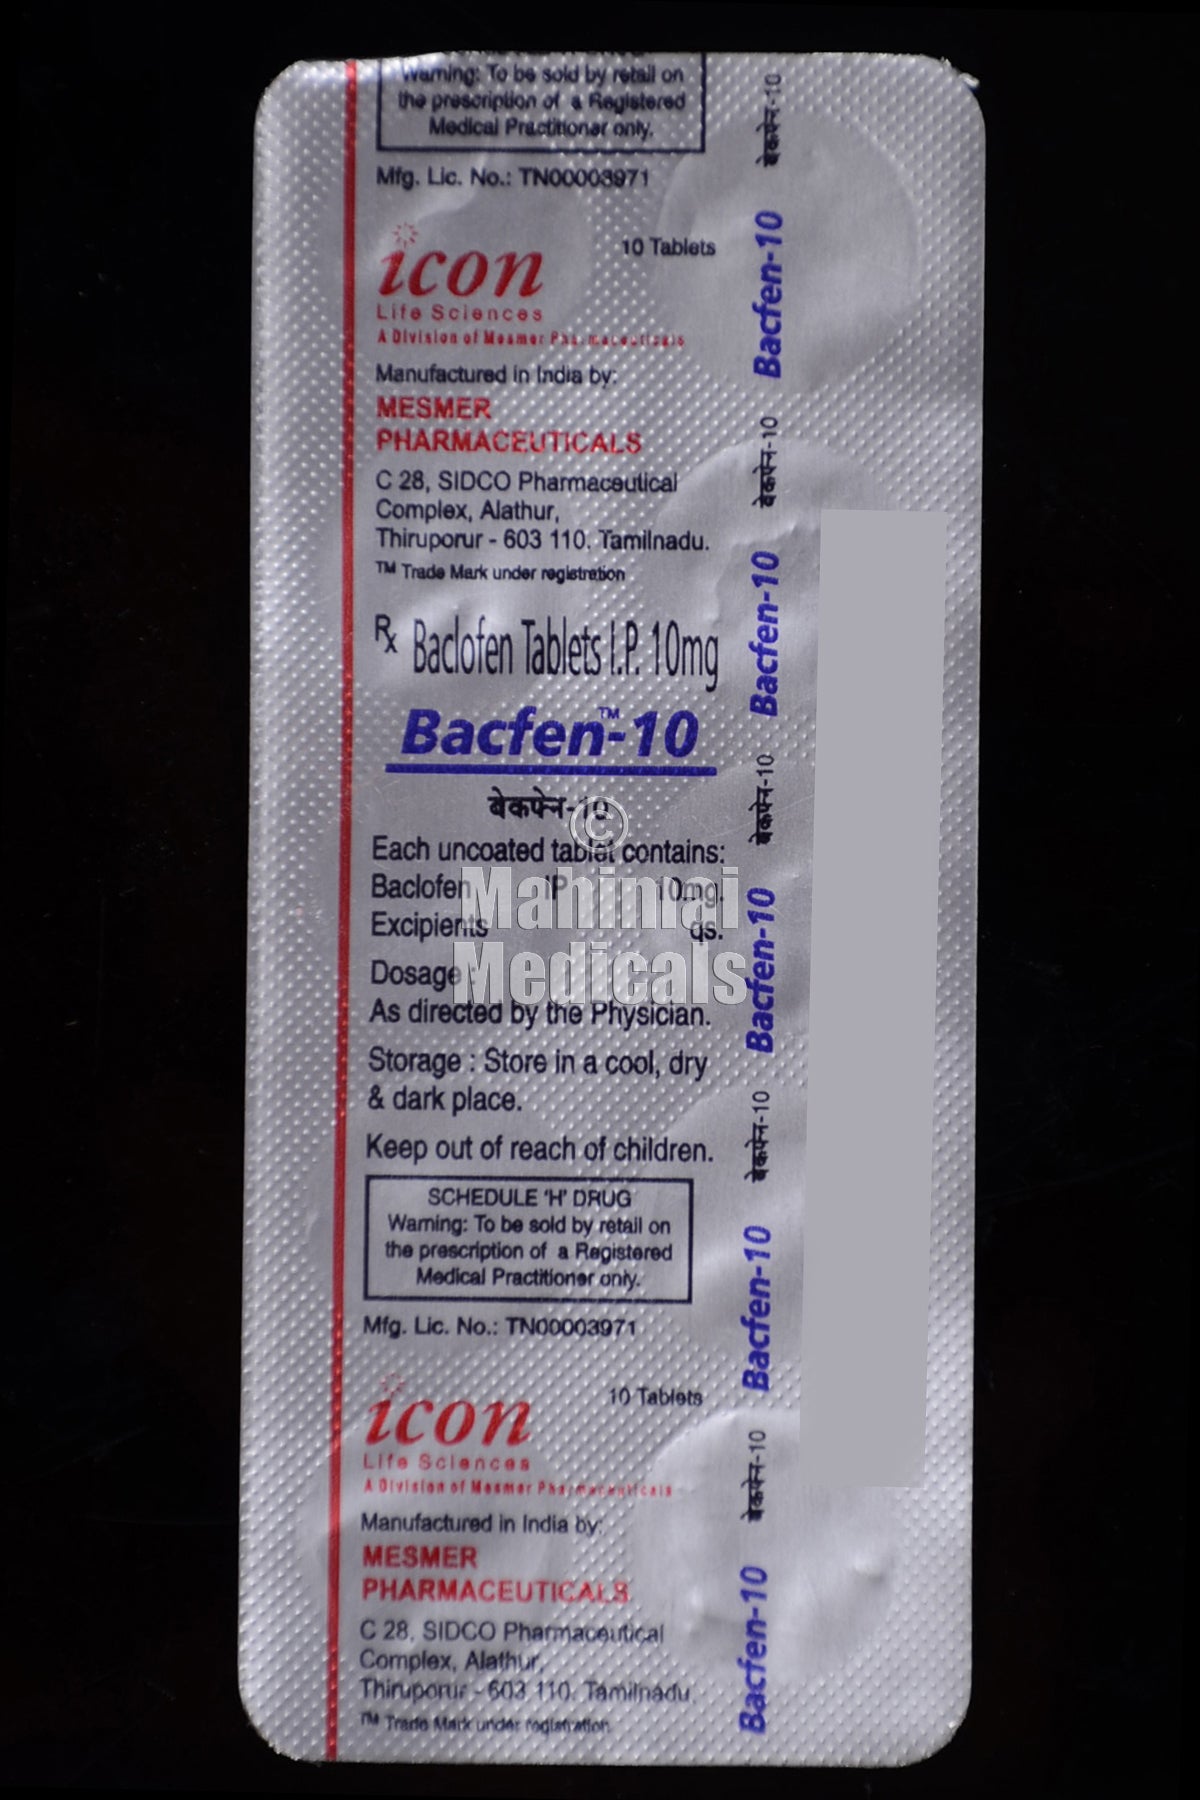 Warning: To be sold by retail on
the prescription of a Registered
Medical Practitioner only.
Mfg. Lic. No.: TN00003971
10 Tablets
icon
Life Sciences
A Division of Mesmer Pharmaceuticals
Manufactured in India by:
MESMER
PHARMACEUTICALS
C 28, SIDCO Pharmaceutical
Complex, Alathur,
Thiruporur - 603 110. Tamilnadu.
TM Trade Mark under registration
Rx Baclofen Tablets I.P. 10mg
Bacfen™-10
बेकफेन-10
©
Each uncoated tablet contains:
Baclofen IP 10mg.
Excipients qs.
Mahimai
Medicals
Dosage :
As directed by the Physician.
Storage : Store in a cool, dry
& dark place.
Keep out of reach of children.
SCHEDULE 'H' DRUG
Warning: To be sold by retail on
the prescription of a Registered
Medical Practitioner only.
Mfg. Lic. No.: TN00003971
10 Tablets
icon
Life Sciences
A Division of Mesmer Pharmaceuticals
Manufactured in India by:
MESMER
PHARMACEUTICALS
C 28, SIDCO Pharmaceutical
Complex, Alathur,
Thiruporur - 603 110. Tamilnadu.
TM Trade Mark under registration
Bacfen-10 बेकफेन-10 Bacfen-10 बेकफेन-10 Bacfen-10 बेकफेन-10 Bacfen-10 बेकफेन-10 Bacfen-10 बेकफेन-10